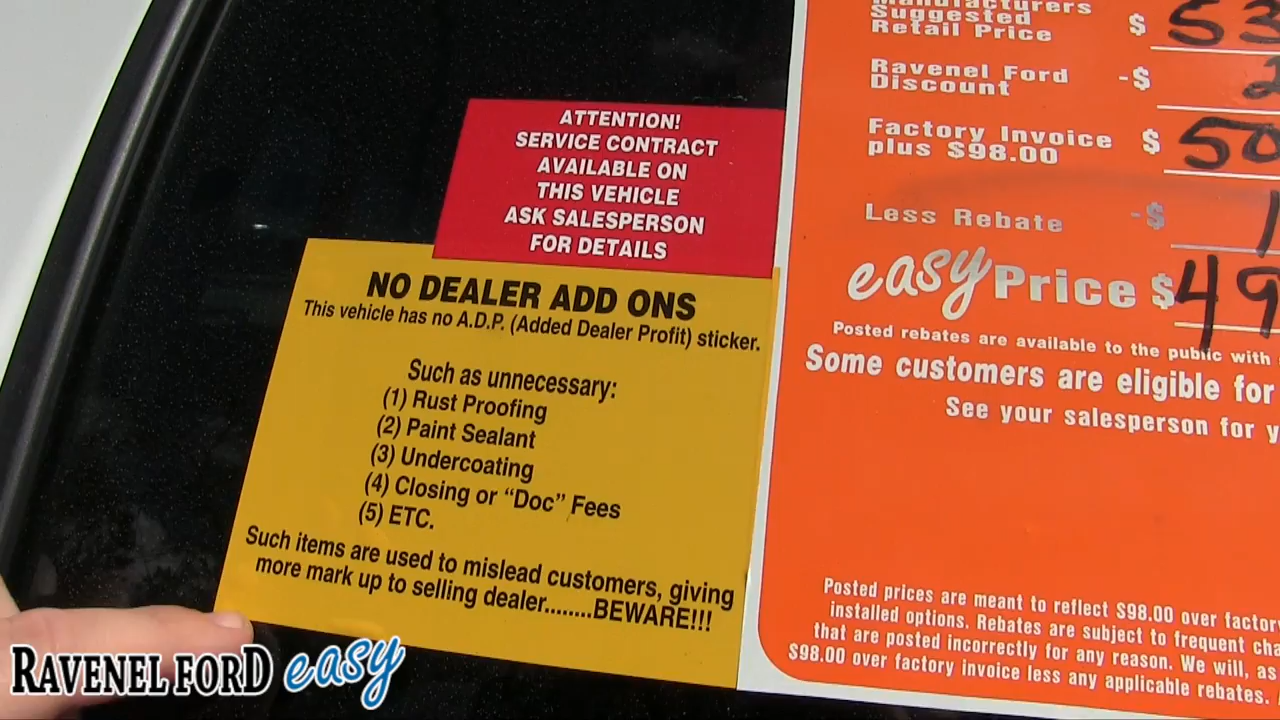 ATTENTION!
SERVICE CONTRACT
AVAILABLE ON
THIS VEHICLE
ASK SALESPERSON
FOR DETAILS
NO DEALER ADD ONS
This vehicle has no A.D.P. (Added Dealer Profit) sticker.
Such as unnecessary:
(1) Rust Proofing
(2) Paint Sealant
(3) Undercoating
(4) Closing or “Doc” Fees
(5) ETC.
Such items are used to mislead customers, giving
more mark up to selling dealer........BEWARE!!!
Manufacturers
Suggested
Retail Price $ 53
Ravenel Ford
Discount -$ 2
Factory Invoice
plus $98.00 $ 50
Less Rebate -$ 1
easy Price $ 49
Posted rebates are available to the public with
Some customers are eligible for
See your salesperson for
Posted prices are meant to reflect $98.00 over factory
installed options. Rebates are subject to frequent
that are posted incorrectly for any reason. We will, as
$98.00 over factory invoice less any applicable rebates.
RAVENEL FORD easy